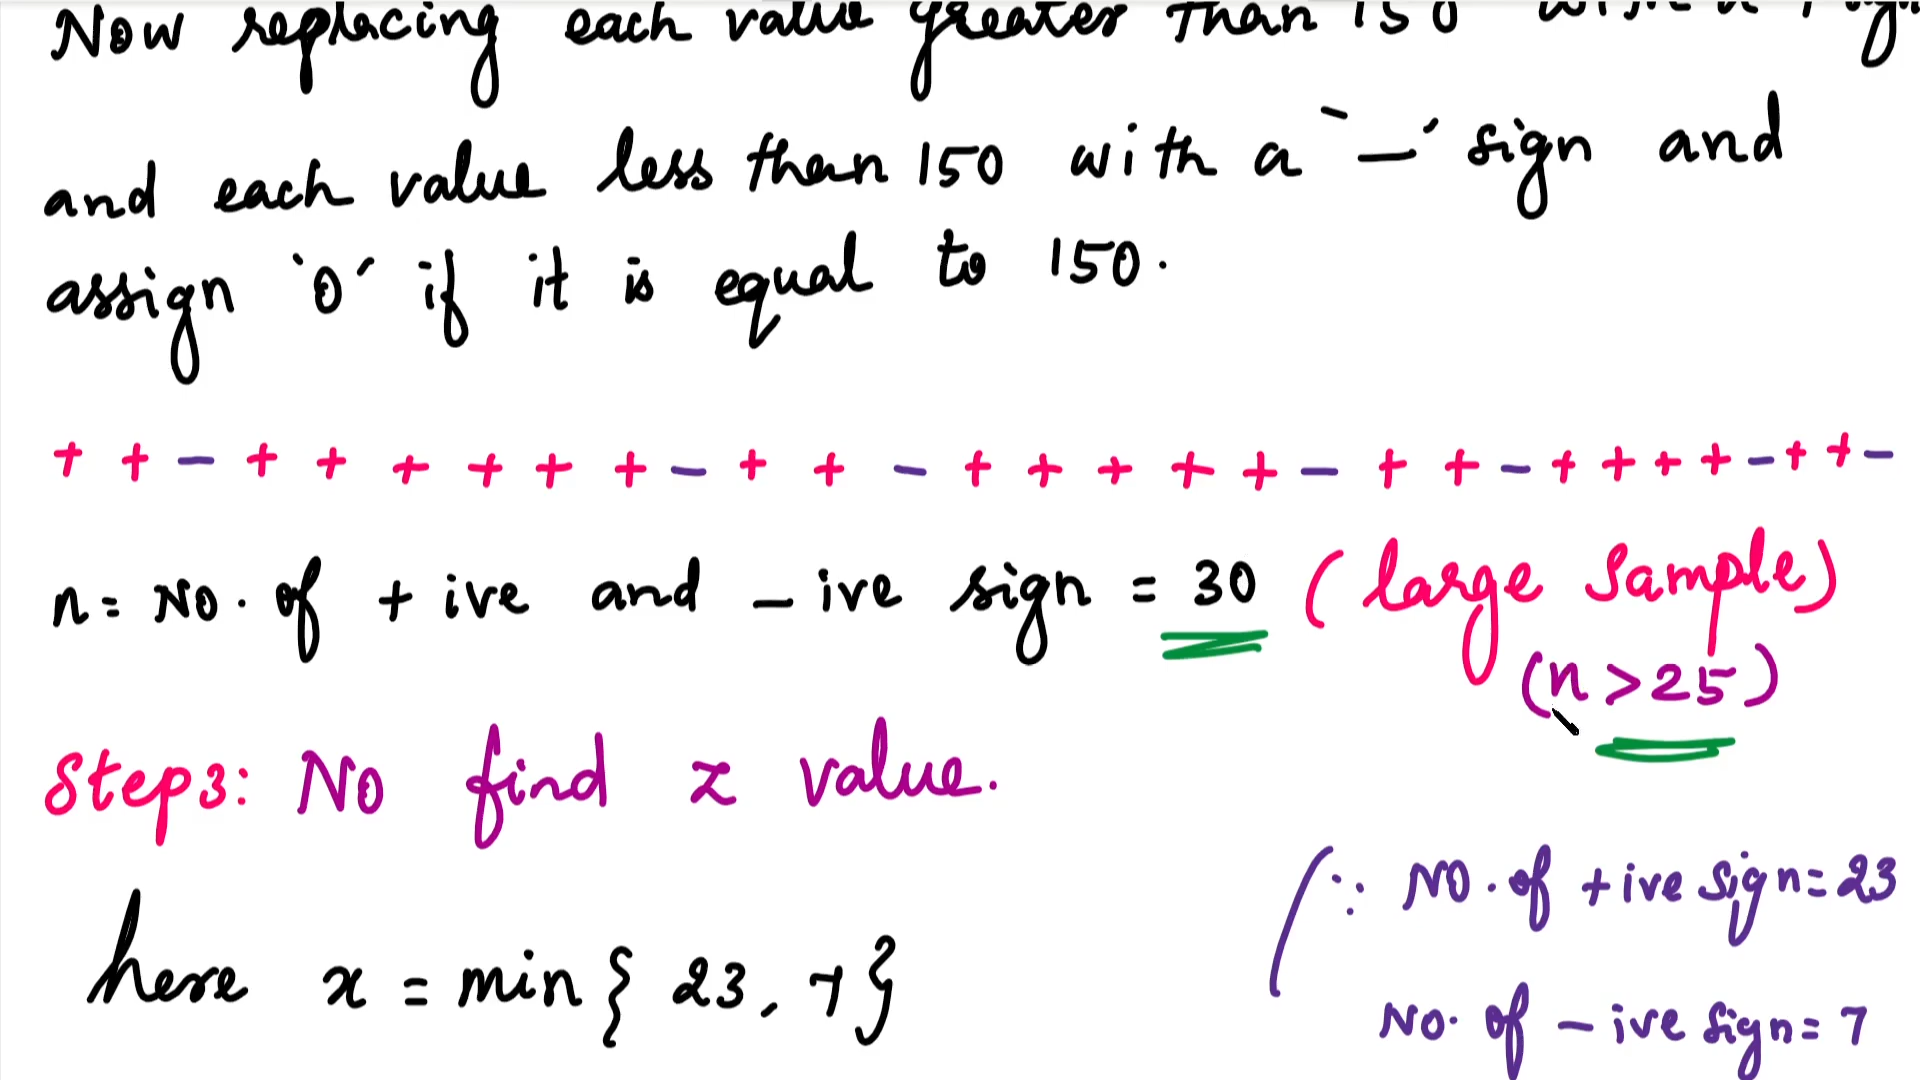 Now replacing each value greater than 150
and each value less than 150 with a '—' sign and
assign '0' if it is equal to 150.
+ + - + + + + + + - + + - + + + + + - + + - + + + + - + + -
n = No. of + ive and - ive sign = 30 (large Sample)
(n > 25)
Step3: No find z value.
∵ NO. of +ive sign = 23
here x = min { 23, 7 }
No. of - ive sign = 7